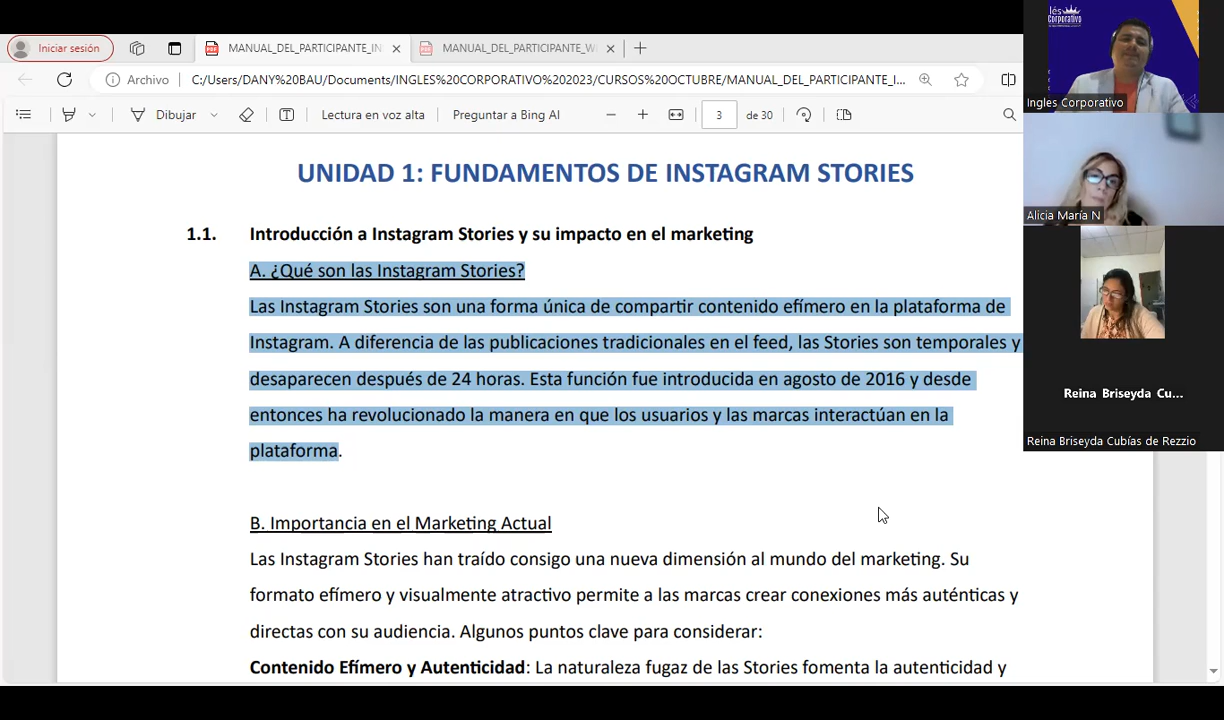 Iniciar sesión
MANUAL_DEL_PARTICIPANTE_IN
MANUAL_DEL_PARTICIPANTE_W
Archivo
C:/Users/DANY%20BAU/Documents/INGLES%20CORPORATIVO%202023/CURSOS%20OCTUBRE/MANUAL_DEL_PARTICIPANTE_I...
Dibujar
Lectura en voz alta
Preguntar a Bing AI
3
de 30
UNIDAD 1: FUNDAMENTOS DE INSTAGRAM STORIES
1.1. Introducción a Instagram Stories y su impacto en el marketing
A. ¿Qué son las Instagram Stories?
Las Instagram Stories son una forma única de compartir contenido efímero en la plataforma de
Instagram. A diferencia de las publicaciones tradicionales en el feed, las Stories son temporales y
desaparecen después de 24 horas. Esta función fue introducida en agosto de 2016 y desde
entonces ha revolucionado la manera en que los usuarios y las marcas interactúan en la
plataforma.
B. Importancia en el Marketing Actual
Las Instagram Stories han traído consigo una nueva dimensión al mundo del marketing. Su
formato efímero y visualmente atractivo permite a las marcas crear conexiones más auténticas y
directas con su audiencia. Algunos puntos clave para considerar:
Contenido Efímero y Autenticidad: La naturaleza fugaz de las Stories fomenta la autenticidad y
lés
Corporativo
Ingles Corporativo
Alicia María N
Reina Briseyda Cu...
Reina Briseyda Cubías de Rezzio